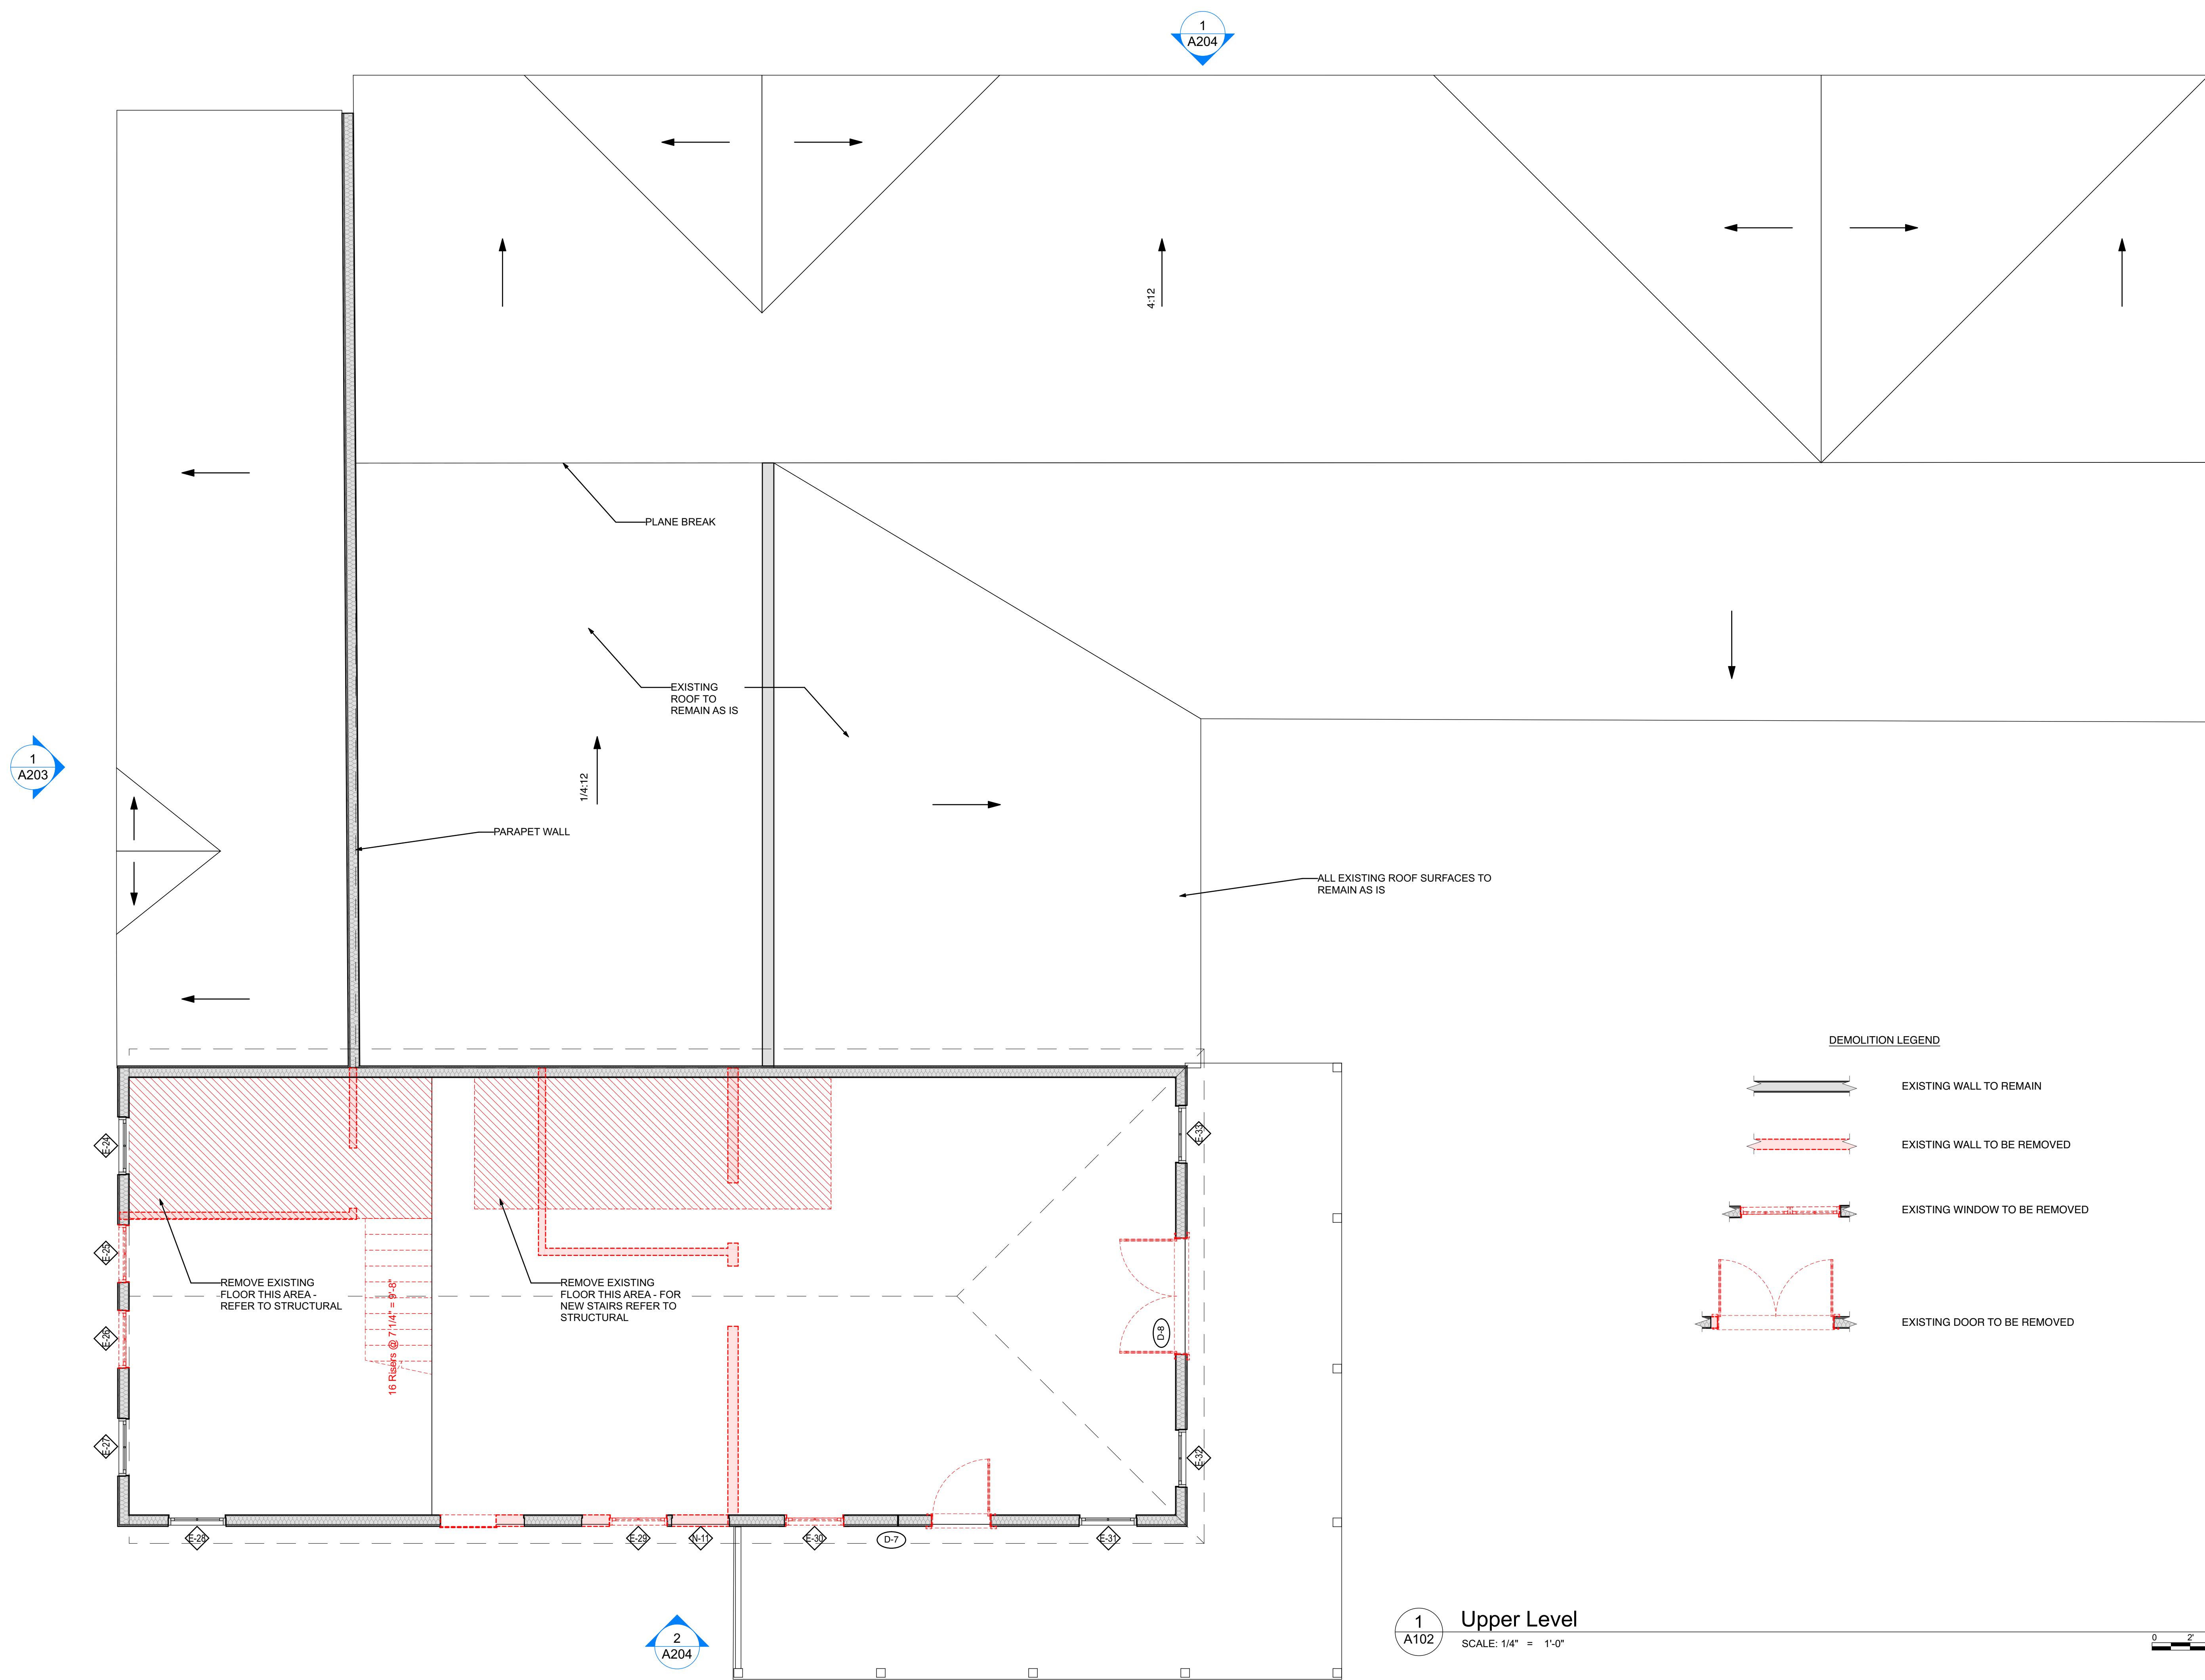 1
A204
4:12
PLANE BREAK
EXISTING
ROOF TO
REMAIN AS IS
1
A203
1/4:12
PARAPET WALL
ALL EXISTING ROOF SURFACES TO
REMAIN AS IS
DEMOLITION LEGEND
EXISTING WALL TO REMAIN
EXISTING WALL TO BE REMOVED
EXISTING WINDOW TO BE REMOVED
EXISTING DOOR TO BE REMOVED
E-24
E-33
E-25
REMOVE EXISTING
FLOOR THIS AREA -
REFER TO STRUCTURAL
16 Risers @ 7 1/4" = 9'-8"
REMOVE EXISTING
FLOOR THIS AREA - FOR
NEW STAIRS REFER TO
STRUCTURAL
E-26
D-8
E-27
E-32
E-28
E-29
N-11
E-30
D-7
E-31
2
A204
1
A102
Upper Level
SCALE: 1/4" = 1'-0"
0 2'